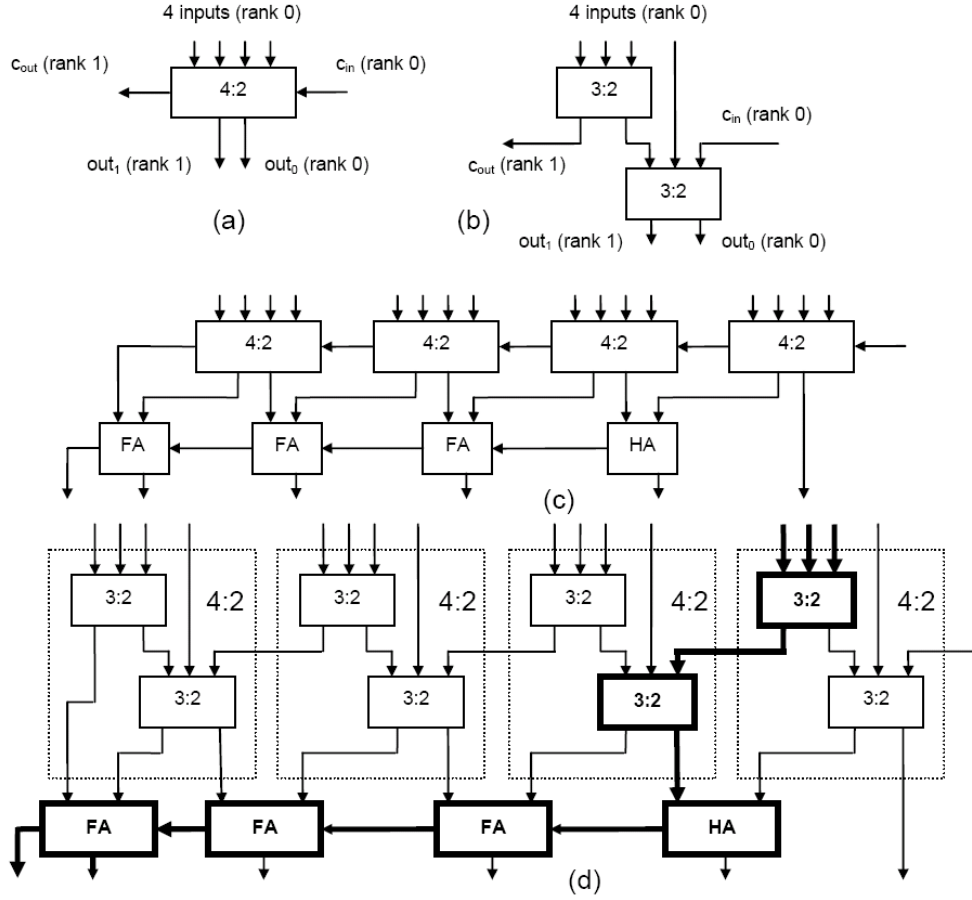 4 inputs (rank 0)
c_out (rank 1)
4:2
c_in (rank 0)
out_1 (rank 1)
out_0 (rank 0)
(a)
4 inputs (rank 0)
3:2
c_in (rank 0)
c_out (rank 1)
3:2
out_1 (rank 1)
out_0 (rank 0)
(b)
4:2
4:2
4:2
4:2
FA
FA
FA
HA
(c)
3:2
4:2
3:2
4:2
3:2
4:2
3:2
4:2
3:2
3:2
3:2
3:2
FA
FA
FA
HA
(d)